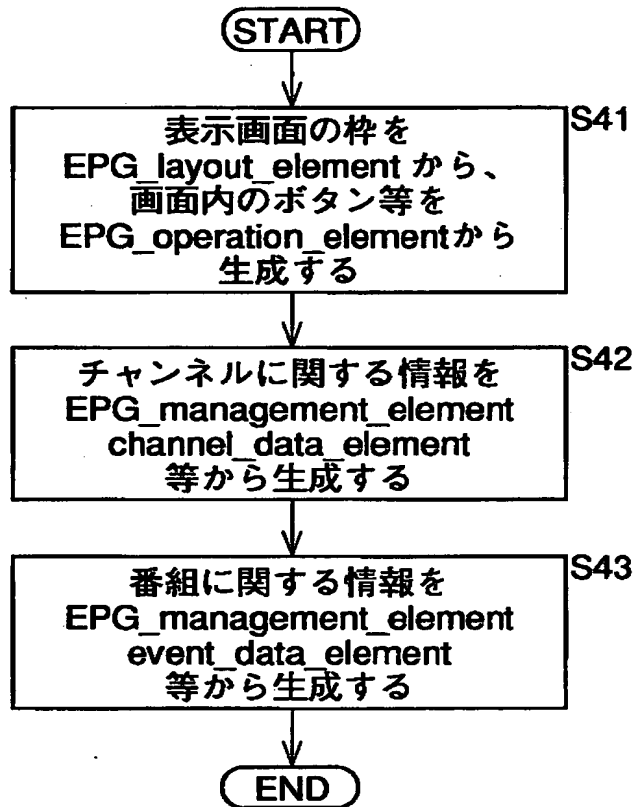 START
S41
表示画面の枠を
EPG_layout_element から、
画面内のボタン等を
EPG_operation_elementから
生成する
S42
チャンネルに関する情報を
EPG_management_element
channel_data_element
等から生成する
S43
番組に関する情報を
EPG_management_element
event_data_element
等から生成する
END